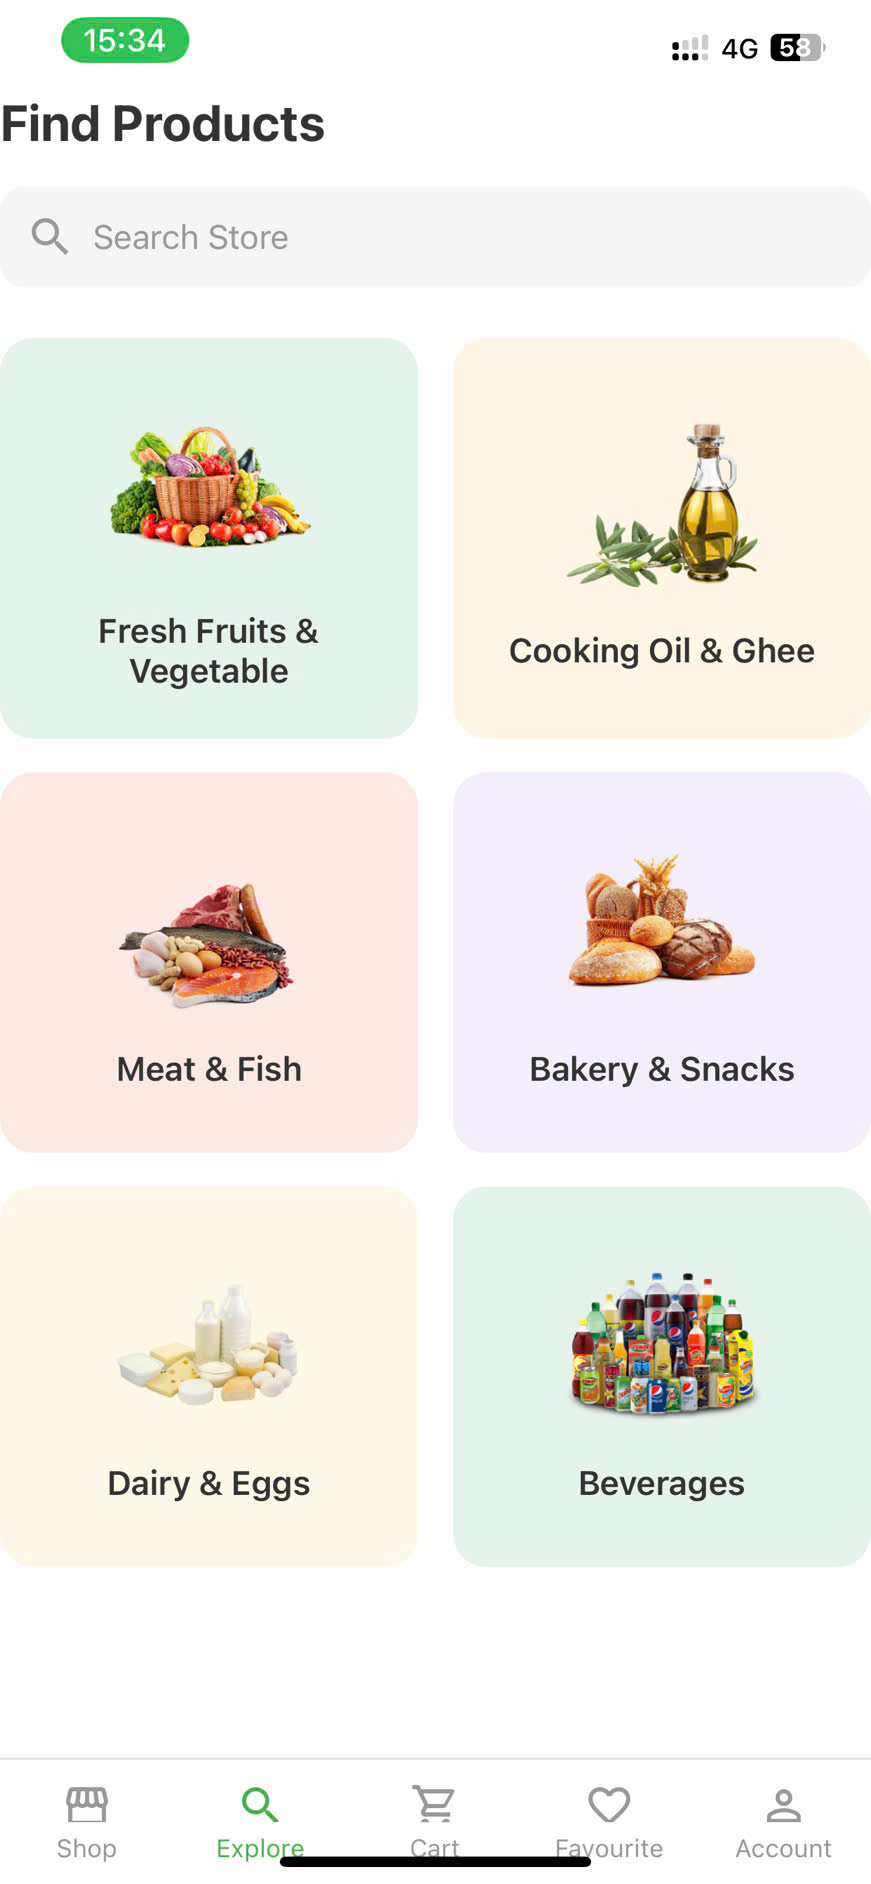 15:34
4G 58
Find Products
Search Store
Fresh Fruits &
Vegetable
Cooking Oil & Ghee
Meat & Fish
Bakery & Snacks
Dairy & Eggs
Beverages
Shop
Explore
Cart
Favourite
Account